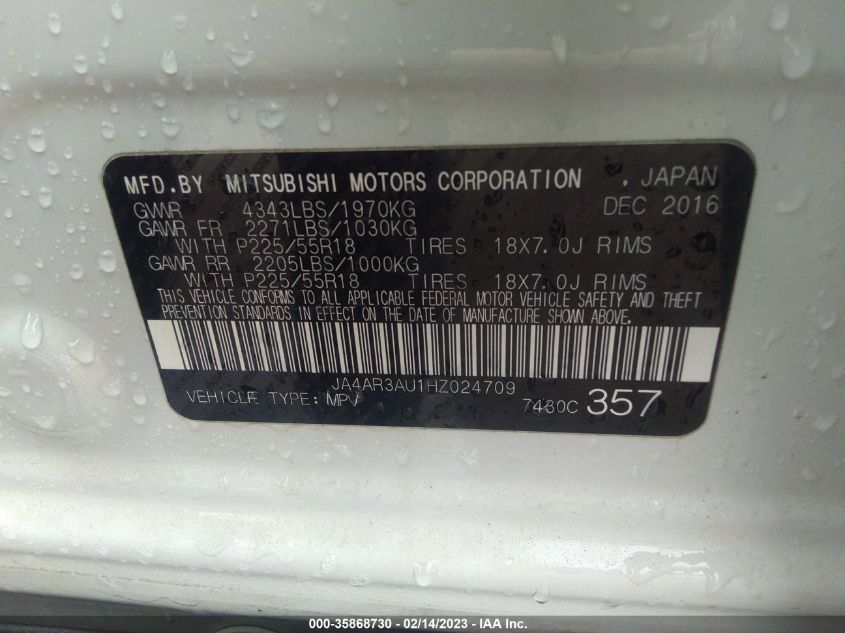 MFD.BY MITSUBISHI MOTORS CORPORATION . JAPAN
GVWR 4343LBS/1970KG DEC 2016
GAWR FR 2271LBS/1030KG
WITH P225/55R18 TIRES 18X7.0J RIMS
GAWR RR 2205LBS/1000KG
WITH P225/55R18 TIRES 18X7.0J RIMS
THIS VEHICLE CONFORMS TO ALL APPLICABLE FEDERAL MOTOR VEHICLE SAFETY AND THEFT
PREVENTION STANDARDS IN EFFECT ON THE DATE OF MANUFACTURE SHOWN ABOVE.
JA4AR3AU1HZ024709
VEHICLE TYPE: MPV 7430C 357
000-35868730 - 02/14/2023 - IAA Inc.